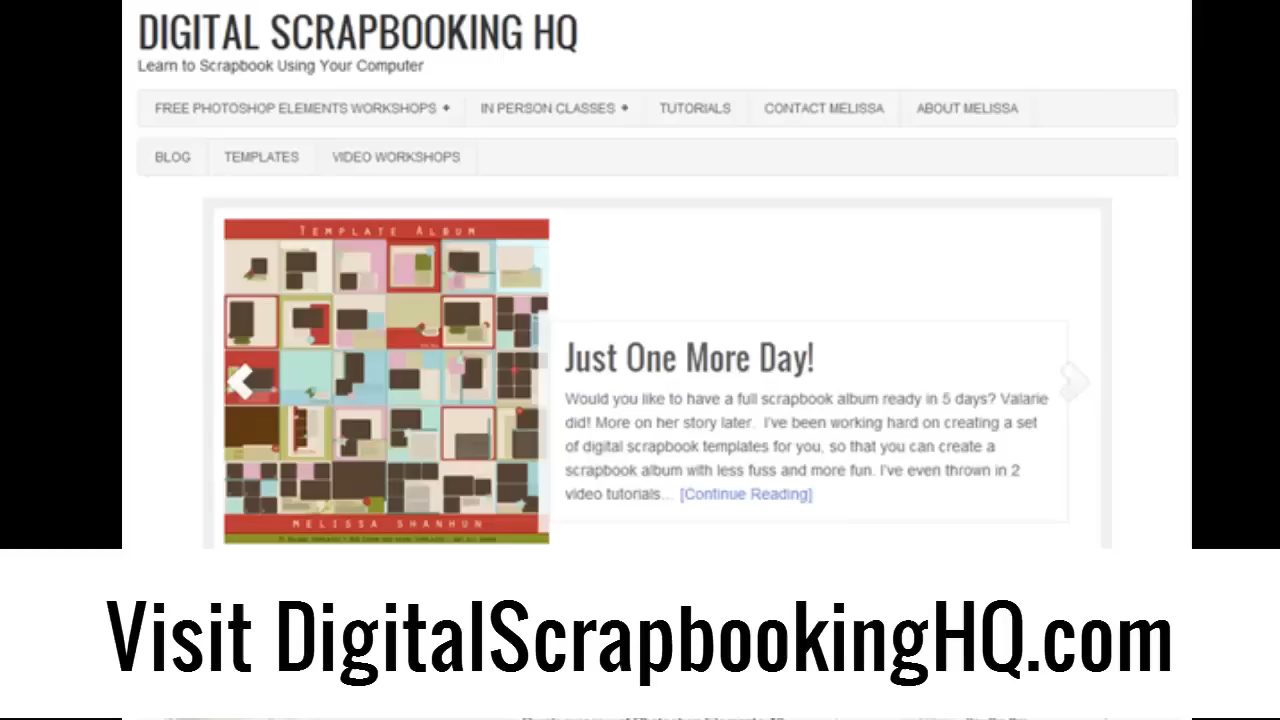 DIGITAL SCRAPBOOKING HQ
Learn to Scrapbook Using Your Computer
FREE PHOTOSHOP ELEMENTS WORKSHOPS IN PERSON CLASSES TUTORIALS CONTACT MELISSA ABOUT MELISSA
BLOG TEMPLATES VIDEO WORKSHOPS
TEMPLATE ALBUM
Just One More Day!
Would you like to have a full scrapbook album ready in 5 days? Valarie
did! More on her story later. I've been working hard on creating a set
of digital scrapbook templates for you, so that you can create a
scrapbook album with less fuss and more fun. I've even thrown in 2
video tutorials... [Continue Reading]
MELISSA SHANHUN
Visit DigitalScrapbookingHQ.com